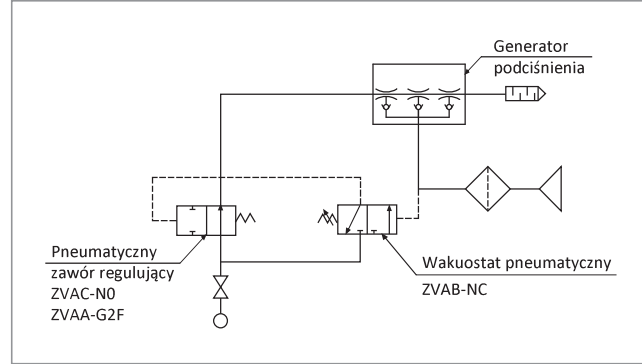 Generator
podciśnienia
Pneumatyczny
zawór regulujący
ZVAC-N0
ZVAA-G2F
Wakuostat pneumatyczny
ZVAB-NC